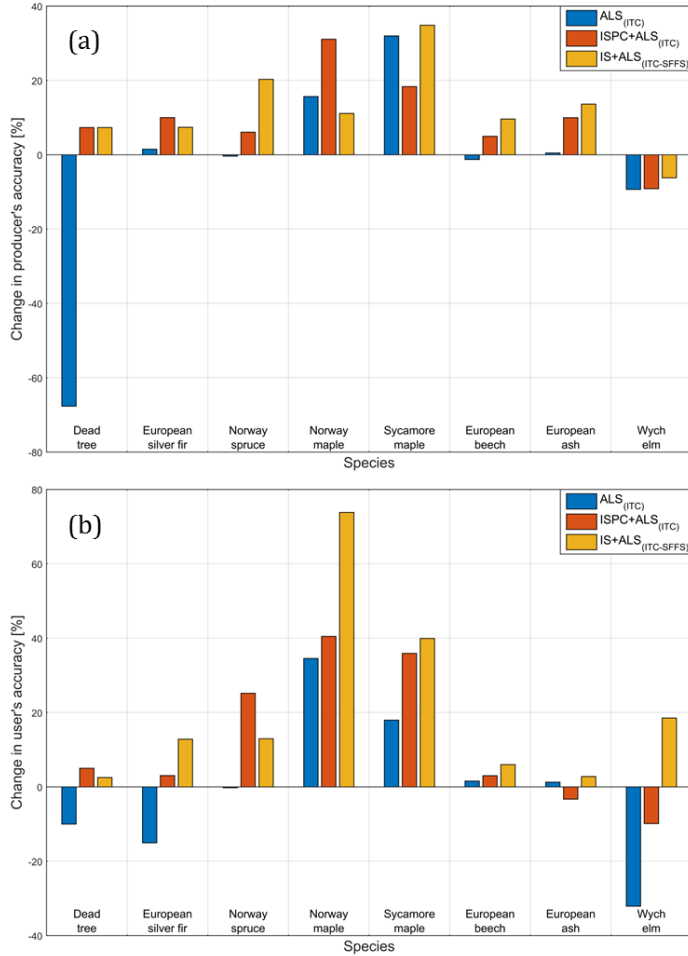 (a)
ALS(ITC)
ISPC+ALS(ITC)
IS+ALS(ITC-SFFS)
Change in producer's accuracy [%]
40
20
0
-20
-40
-60
-80
Dead tree
European silver fir
Norway spruce
Norway maple
Sycamore maple
European beech
European ash
Wych elm
Species
(b)
ALS(ITC)
ISPC+ALS(ITC)
IS+ALS(ITC-SFFS)
Change in user's accuracy [%]
80
60
40
20
0
-20
-40
Dead tree
European silver fir
Norway spruce
Norway maple
Sycamore maple
European beech
European ash
Wych elm
Species